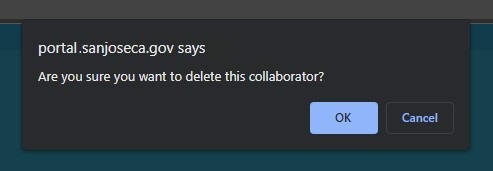 portal.sanjoseca.gov says
Are you sure you want to delete this collaborator?
OK
Cancel